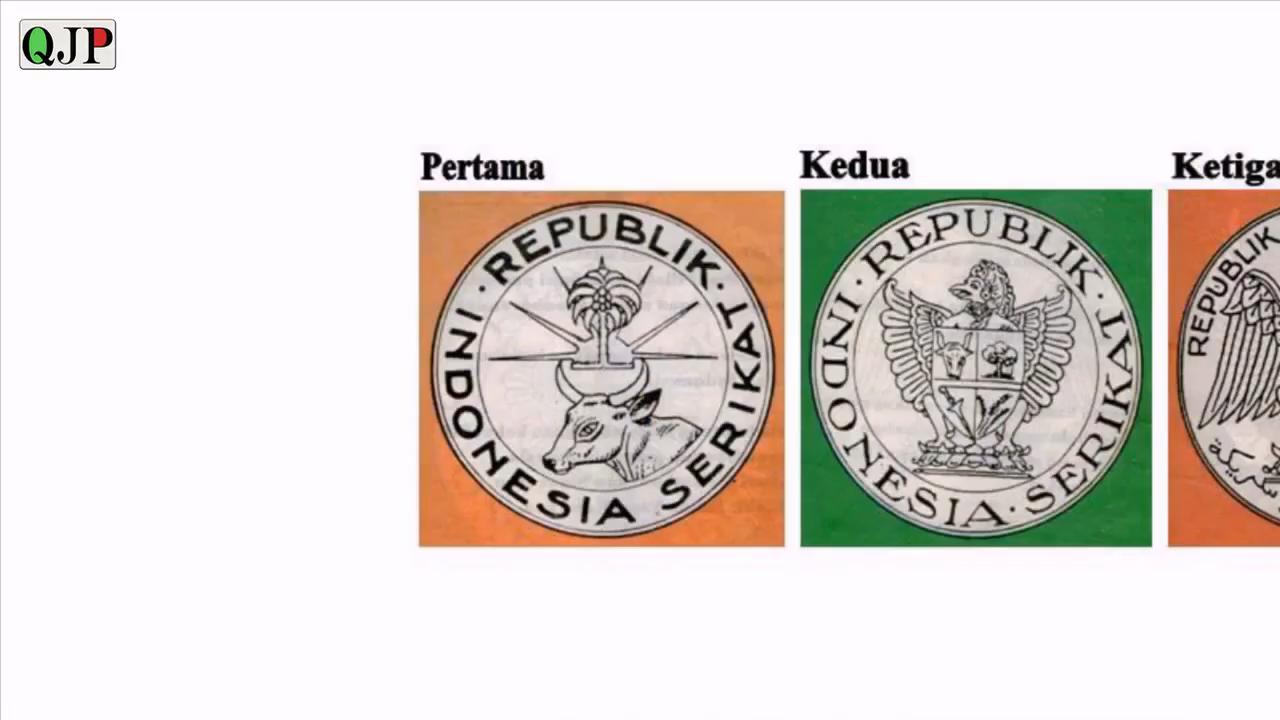 QJP
Pertama
Kedua
Ketiga
· REPUBLIK ·
INDONESIA SERIKAT
· REPUBLIK ·
INDONESIA · SERIKAT
REPUBLIK